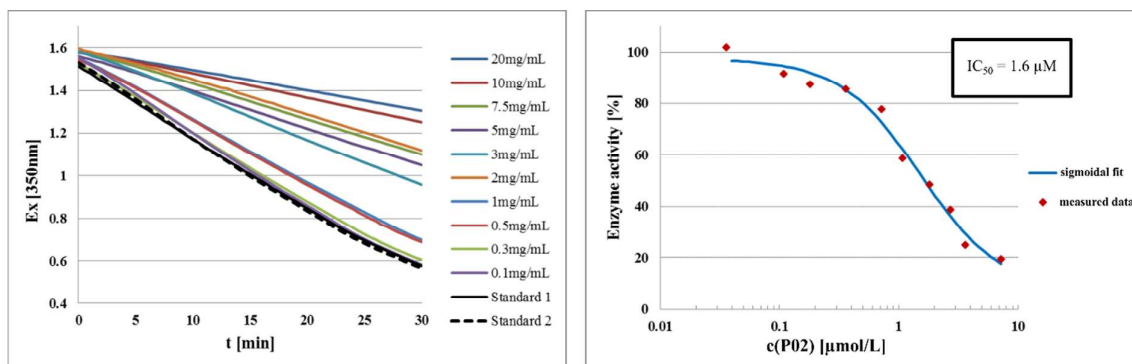 1.6
1.4
1.2
1
0.8
0.6
0.4
Ex [350nm]
0
5
10
15
20
25
30
t [min]
20mg/mL
10mg/mL
7.5mg/mL
5mg/mL
3mg/mL
2mg/mL
1mg/mL
0.5mg/mL
0.3mg/mL
0.1mg/mL
Standard 1
Standard 2
120
100
80
60
40
20
0
Enzyme activity [%]
0.01
0.1
1
10
c(P02) [µmol/L]
IC50 = 1.6 µM
sigmoidal fit
measured data